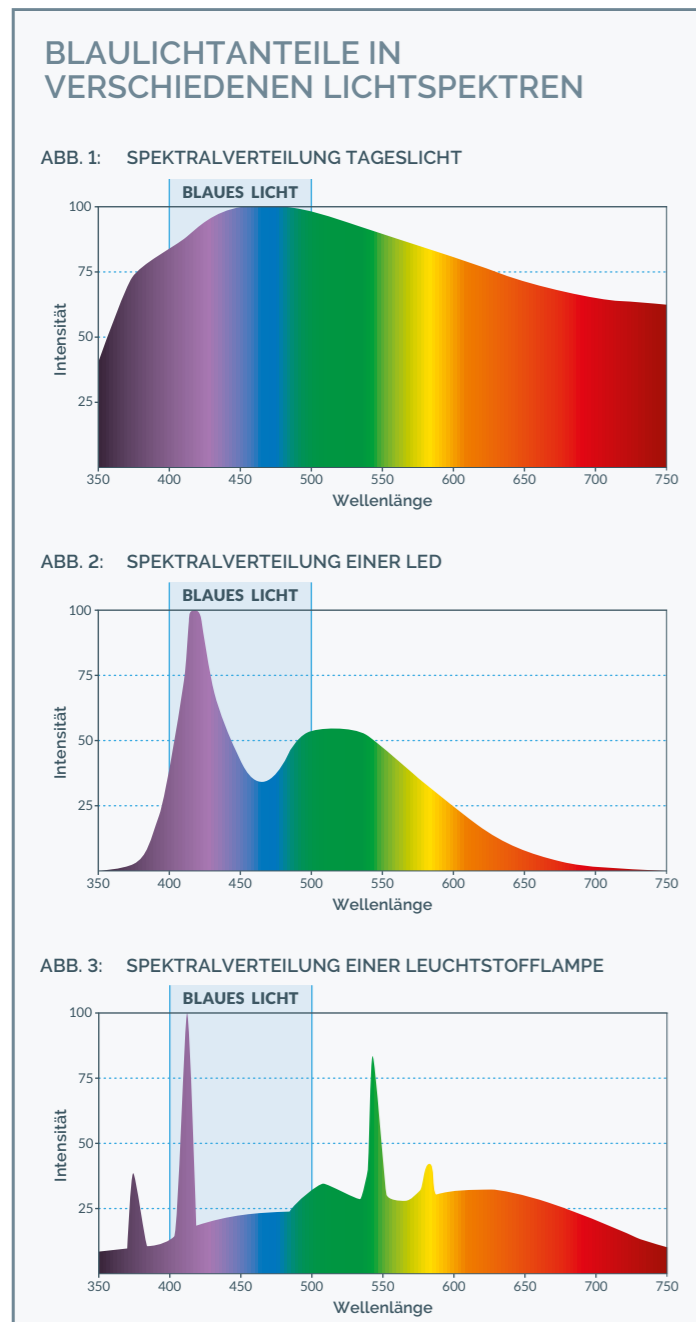 BLAULICHTANTEILE IN
VERSCHIEDENEN LICHTSPEKTREN
ABB. 1: SPEKTRALVERTEILUNG TAGESLICHT
BLAUES LICHT
100
75
50
25
Intensität
350 400 450 500 550 600 650 700 750
Wellenlänge
ABB. 2: SPEKTRALVERTEILUNG EINER LED
BLAUES LICHT
100
75
50
25
Intensität
350 400 450 500 550 600 650 700 750
Wellenlänge
ABB. 3: SPEKTRALVERTEILUNG EINER LEUCHTSTOFFLAMPE
BLAUES LICHT
100
75
50
25
Intensität
350 400 450 500 550 600 650 700 750
Wellenlänge